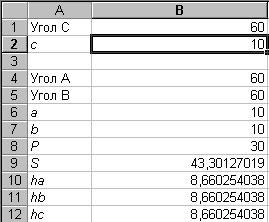 A B
1 Угол C 60
2 c 10
3
4 Угол A 60
5 Угол B 60
6 a 10
7 b 10
8 P 30
9 S 43,30127019
10 ha 8,660254038
11 hb 8,660254038
12 hc 8,660254038